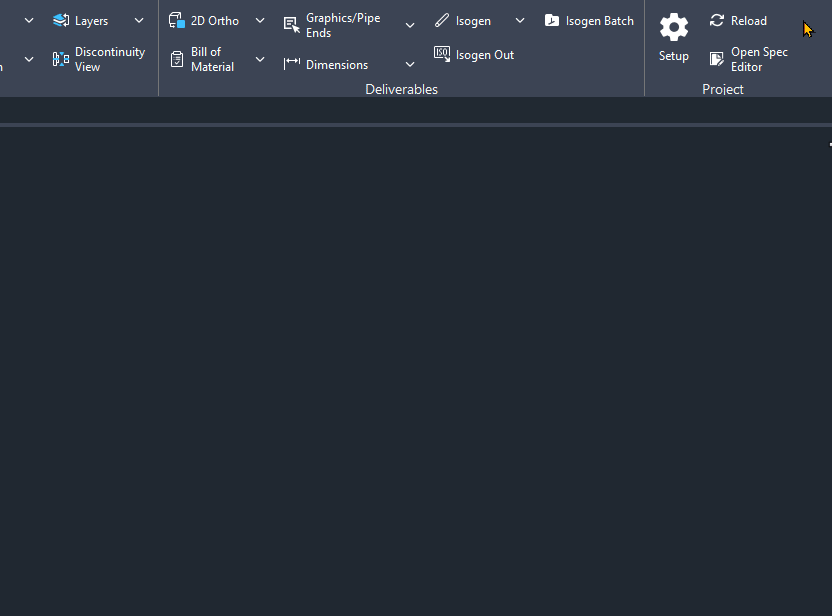 Layers
Discontinuity
View
2D Ortho
Bill of
Material
Graphics/Pipe
Ends
Dimensions
Isogen
Isogen Out
Isogen Batch
Deliverables
Setup
Reload
Open Spec
Editor
Project